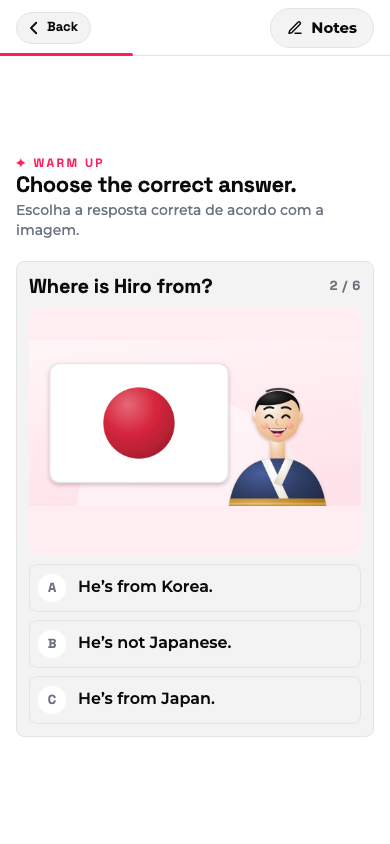 Back
Notes
WARM UP
Choose the correct answer.
Escolha a resposta correta de acordo com a
imagem.
Where is Hiro from?
2 / 6
A He's from Korea.
B He's not Japanese.
C He's from Japan.